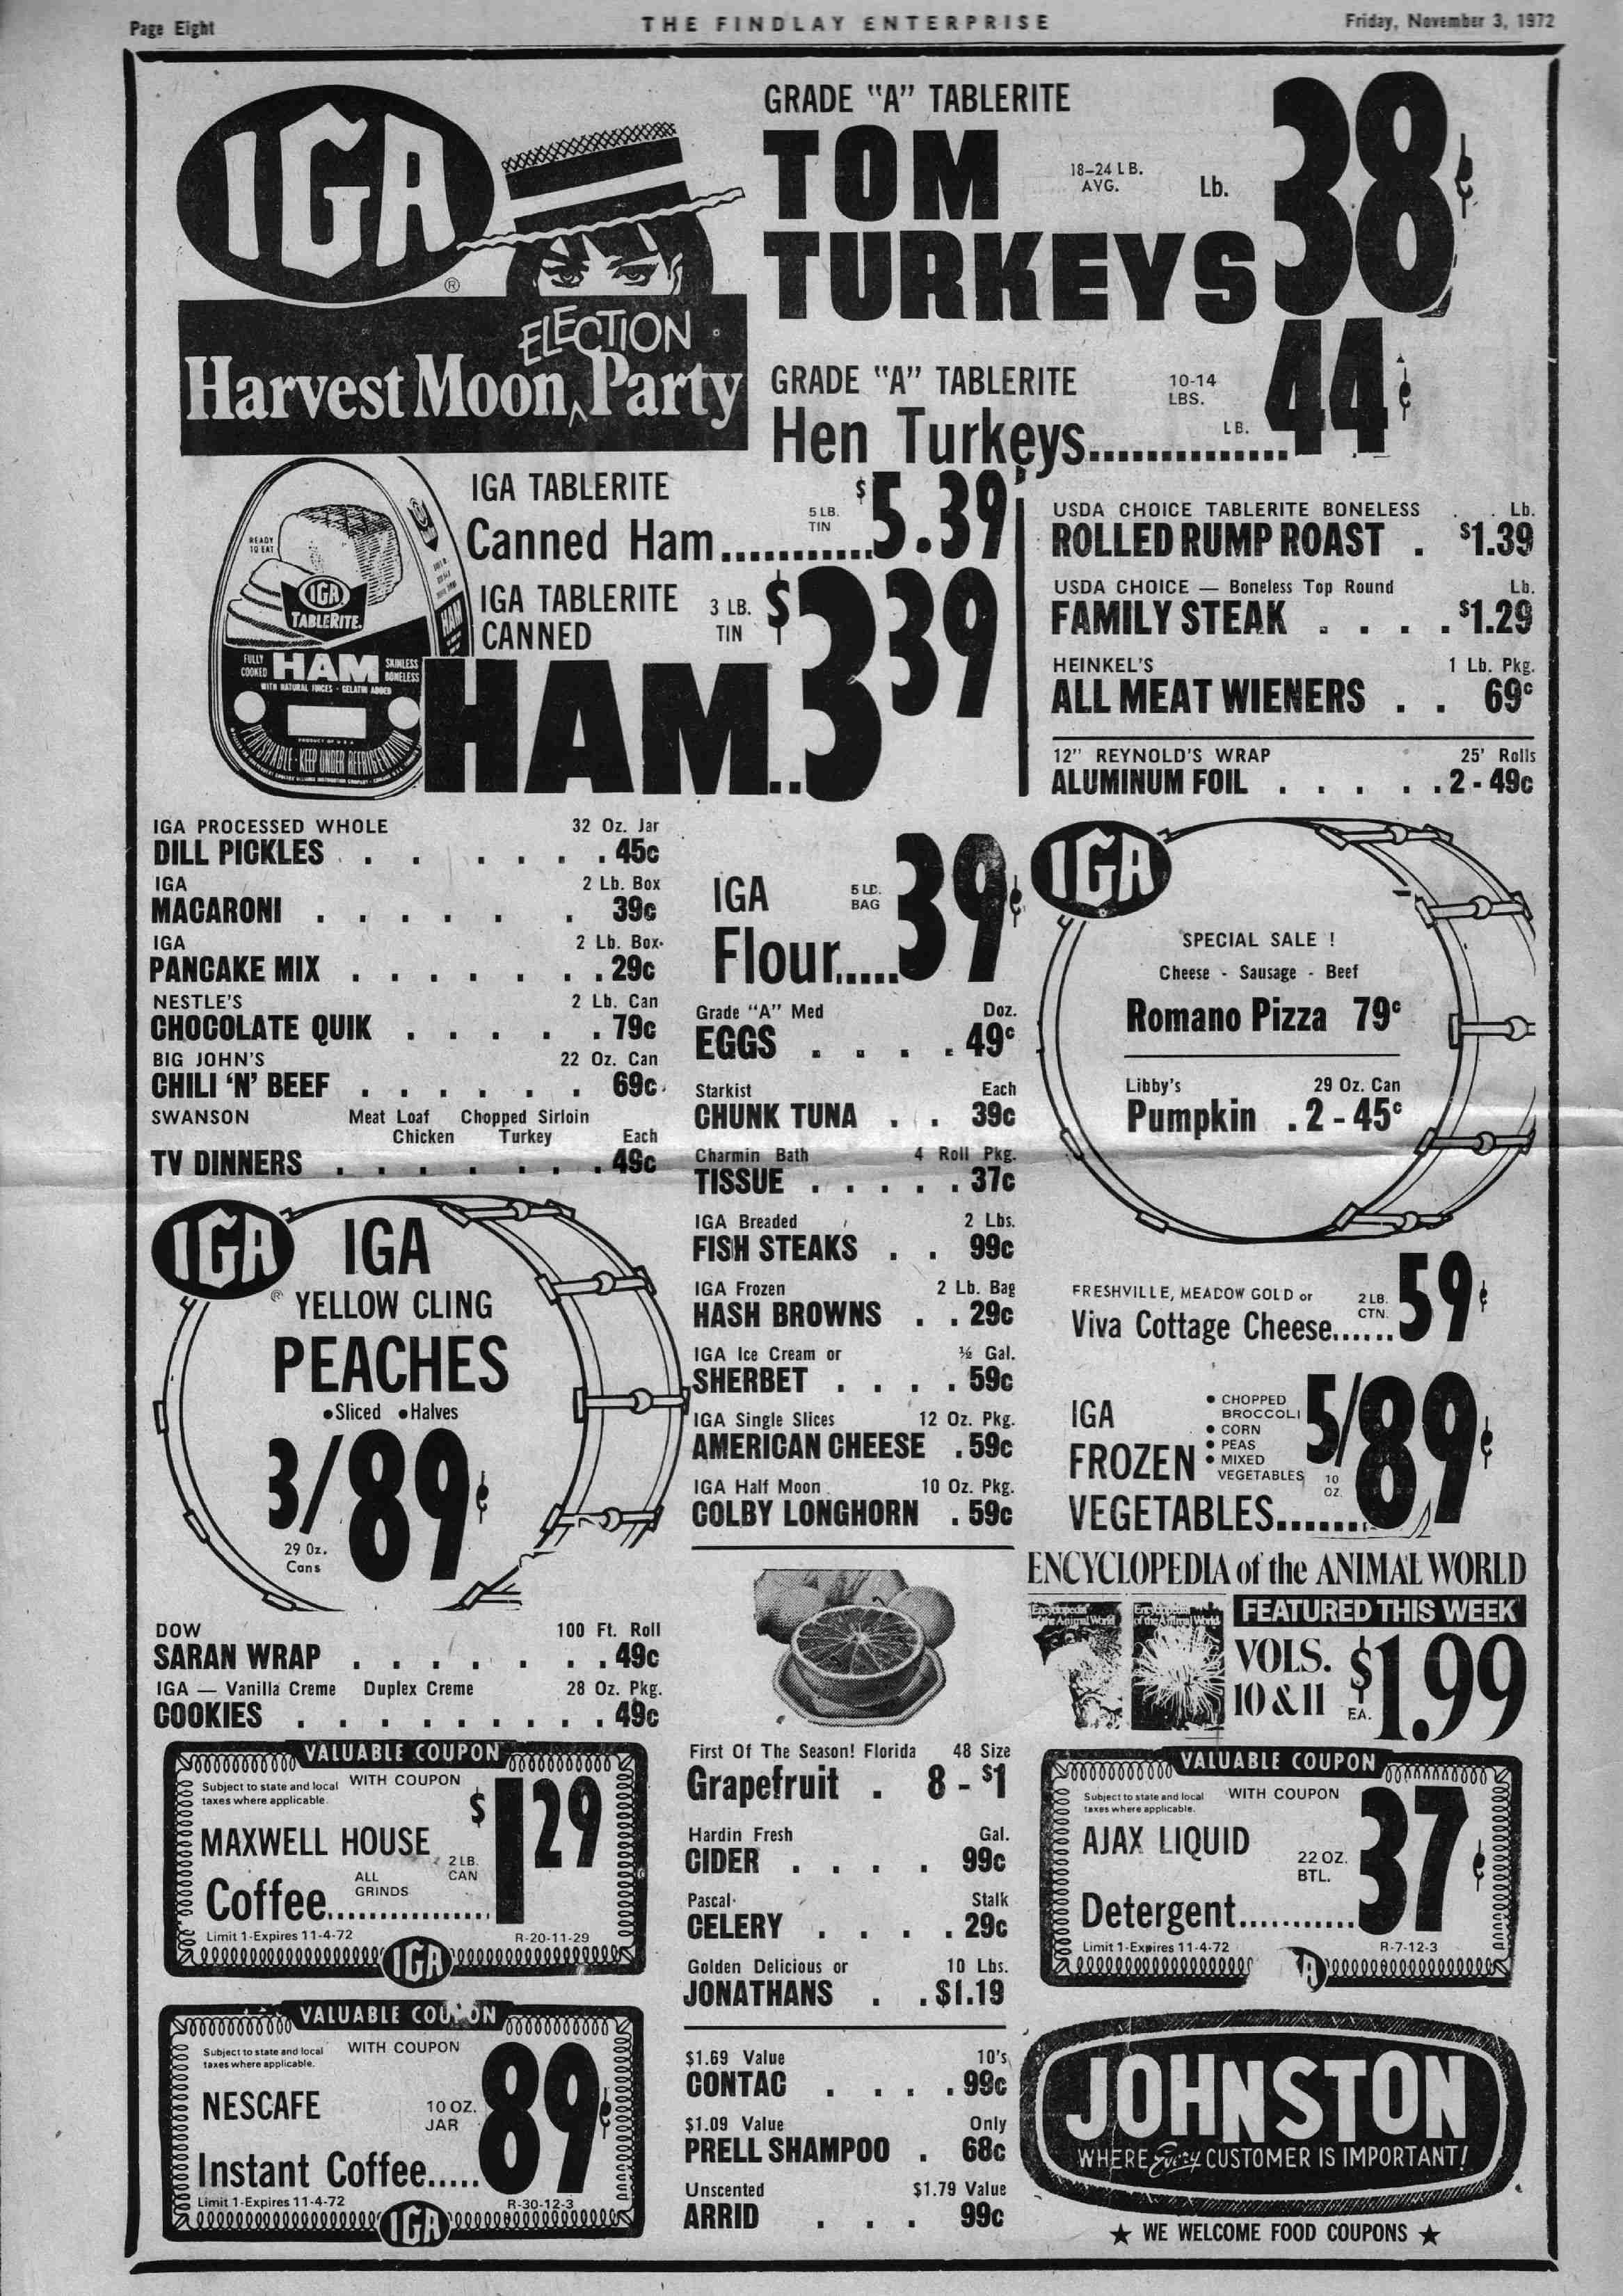 Page Eight
THE FINDLAY ENTERPRISE
Friday, November 3, 1972
IGA
®
ELECTION
Harvest Moon ^ Party
GRADE "A" TABLERITE
TOM
TURKEYS
18-24 LB.
AVG.
Lb.
38¢
GRADE "A" TABLERITE
Hen Turkeys...............
10-14
LBS.
LB.
44¢
READY
TO EAT
IGA
TABLERITE.
FULLY
COOKED
HAM
SKINLESS
BONELESS
WITH NATURAL JUICES - GELATIN ADDED
PRODUCT OF U S A
PERISHABLE - KEEP UNDER REFRIGERATION
HAM
IGA TABLERITE
Canned Ham............
5 LB.
TIN
$5.39
IGA TABLERITE
CANNED
3 LB.
TIN
HAM..
$3 39
USDA CHOICE TABLERITE BONELESS . . Lb.
ROLLED RUMP ROAST . $1.39
USDA CHOICE — Boneless Top Round Lb.
FAMILY STEAK . . . . $1.29
HEINKEL'S 1 Lb. Pkg.
ALL MEAT WIENERS . . 69c
12" REYNOLD'S WRAP 25' Rolls
ALUMINUM FOIL . . . . . . 2 - 49c
IGA PROCESSED WHOLE 32 Oz. Jar
DILL PICKLES . . . . . . . 45c
IGA 2 Lb. Box
MACARONI . . . . . . . 39c
IGA 2 Lb. Box
PANCAKE MIX . . . . . . . 29c
NESTLE'S 2 Lb. Can
CHOCOLATE QUIK . . . . . . 79c
BIG JOHN'S 22 Oz. Can
CHILI 'N' BEEF . . . . . . 69c
SWANSON Meat Loaf Chopped Sirloin
Chicken Turkey Each
TV DINNERS . . . . . . . 49c
IGA
IGA
®
YELLOW CLING
PEACHES
•Sliced •Halves
3/89¢
29 Oz.
Cans
DOW 100 Ft. Roll
SARAN WRAP . . . . . . . 49c
IGA — Vanilla Creme Duplex Creme 28 Oz. Pkg.
COOKIES . . . . . . . . . 49c
VALUABLE COUPON
Subject to state and local
taxes where applicable.
WITH COUPON
MAXWELL HOUSE
Coffee.................
ALL
GRINDS
2 LB.
CAN
$1 29
Limit 1-Expires 11-4-72
R-20-11-29
IGA
VALUABLE COUPON
Subject to state and local
taxes where applicable.
WITH COUPON
NESCAFE
Instant Coffee.....
10 OZ.
JAR
89¢
Limit 1-Expires 11-4-72
R-30-12-3
IGA
IGA
Flour.....
5 LB.
BAG
39¢
Grade "A" Med Doz.
EGGS . . . . 49c
Starkist Each
CHUNK TUNA . . 39c
Charmin Bath 4 Roll Pkg.
TISSUE . . . . . 37c
IGA Breaded 2 Lbs.
FISH STEAKS . . 99c
IGA Frozen 2 Lb. Bag
HASH BROWNS . . 29c
IGA Ice Cream or ½ Gal.
SHERBET . . . . 59c
IGA Single Slices 12 Oz. Pkg.
AMERICAN CHEESE . 59c
IGA Half Moon 10 Oz. Pkg.
COLBY LONGHORN . 59c
First Of The Season! Florida 48 Size
Grapefruit . 8 - $1
Hardin Fresh Gal.
CIDER . . . . 99c
Pascal Stalk
CELERY . . . . 29c
Golden Delicious or 10 Lbs.
JONATHANS . . $1.19
$1.69 Value 10's
CONTAC . . . . 99c
$1.09 Value Only
PRELL SHAMPOO . 68c
Unscented $1.79 Value
ARRID . . . 99c
IGA
SPECIAL SALE !
Cheese - Sausage - Beef
Romano Pizza 79c
Libby's 29 Oz. Can
Pumpkin . 2 - 45c
FRESHVILLE, MEADOW GOLD or
Viva Cottage Cheese......
2 LB.
CTN.
59¢
IGA
FROZEN
VEGETABLES.......
• CHOPPED
BROCCOLI
• CORN
• PEAS
• MIXED
VEGETABLES
10
OZ.
5/89¢
ENCYCLOPEDIA of the ANIMAL WORLD
Encyclopedia
of the Animal World
Encyclopedia
of the Animal World
FEATURED THIS WEEK
VOLS.
10 & 11
$1.99
EA.
VALUABLE COUPON
Subject to state and local
taxes where applicable.
WITH COUPON
AJAX LIQUID
Detergent............
22 OZ.
BTL.
37¢
Limit 1-Expires 11-4-72
R-7-12-3
A
JOHNSTON
WHERE Every CUSTOMER IS IMPORTANT!
★ WE WELCOME FOOD COUPONS ★